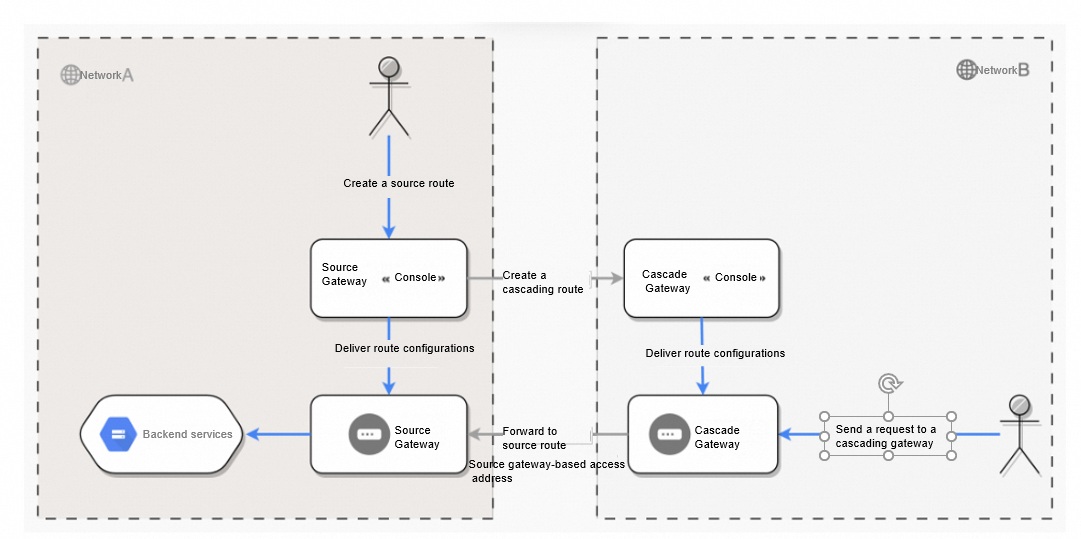 NetworkA
NetworkB
Create a source route
Source
Gateway
« Console»
Create a
cascading route
Cascade
Gateway
« Console »
Deliver route configurations
Deliver route configurations
Backend services
Source
Gateway
Forward to
source route
Source gateway-based access
address
Cascade
Gateway
Send a request to a
cascading gateway